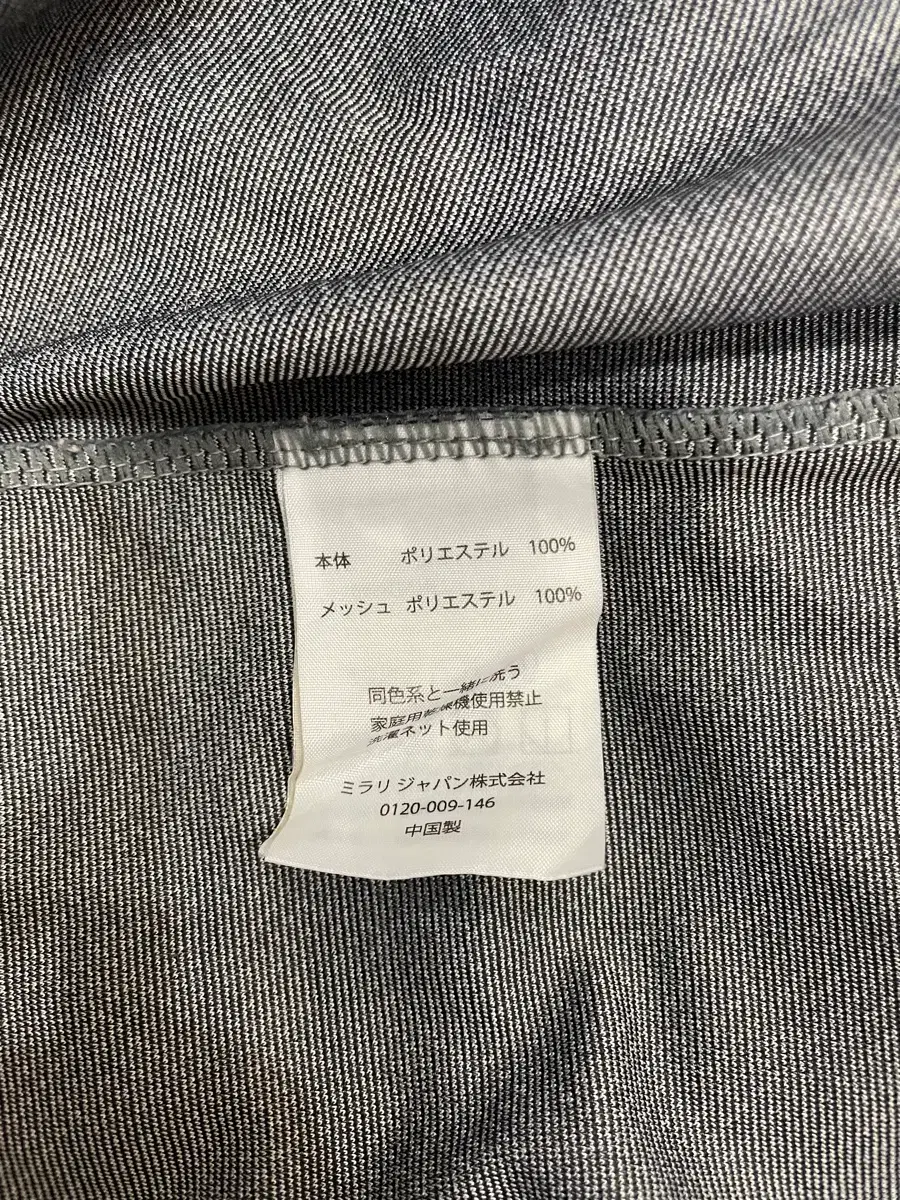 本体 ポリエステル 100%
メッシュ ポリエステル 100%
同色系と一緒に洗う
家庭用乾燥機使用禁止
洗濯ネット使用
ミラリ ジャパン株式会社
0120-009-146
中国製